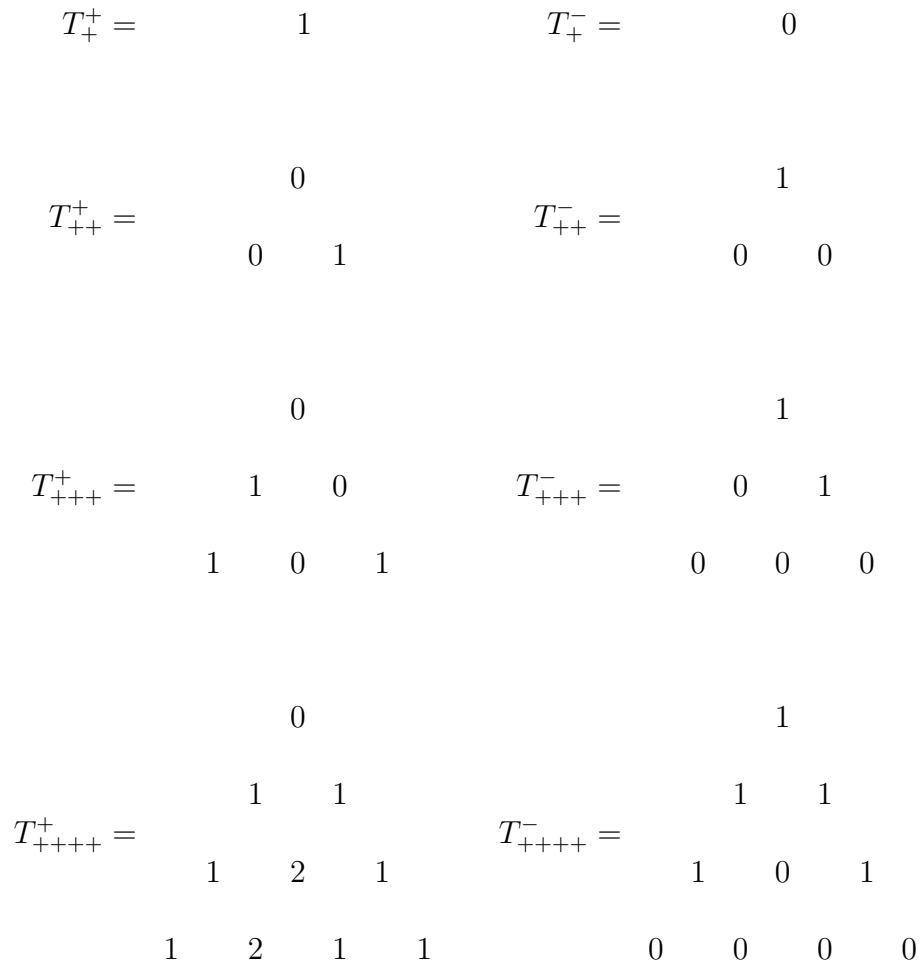 T_+^+ = 1 T_+^- = 0
0 1
T_{++}^+ = T_{++}^- =
0 1 0 0
0 1
T_{+++}^+ = 1 0 T_{+++}^- = 0 1
1 0 1 0 0 0
0 1
1 1 1 1
T_{++++}^+ = T_{++++}^- =
1 2 1 1 0 1
1 2 1 1 0 0 0 0